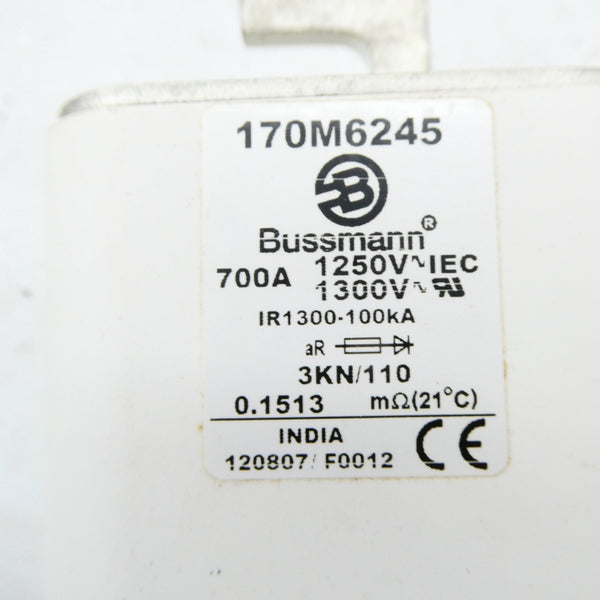 170M6245
B
Bussmann®
700A 1250V~IEC
1300V~ RU
IR1300-100kA
aR
3KN/110
0.1513 mΩ(21°C)
INDIA
120807/ F0012 CE